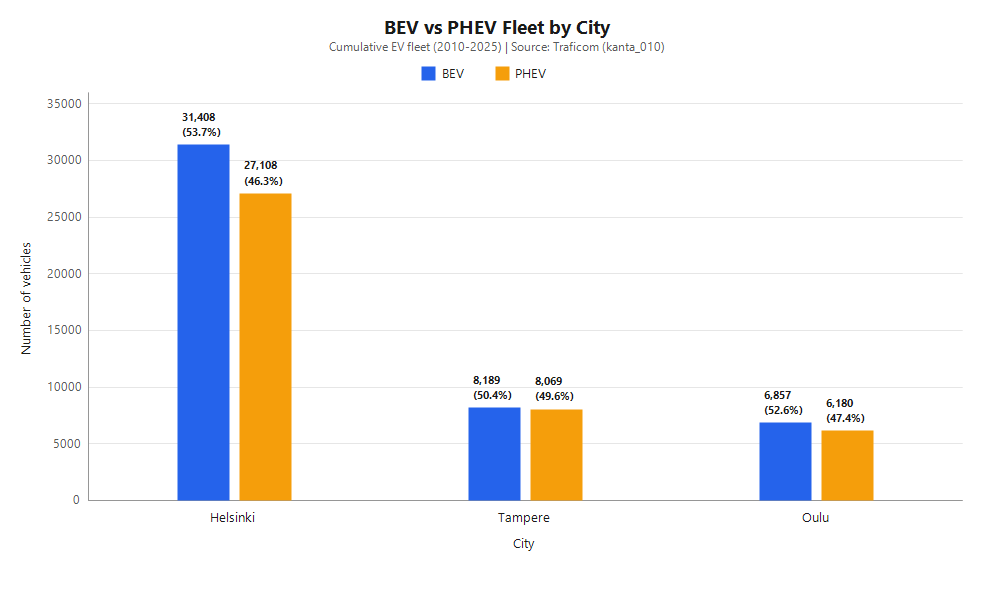 BEV vs PHEV Fleet by City
Cumulative EV fleet (2010-2025) | Source: Traficom (kanta_010)
BEV
PHEV
Number of vehicles
35000
30000
25000
20000
15000
10000
5000
0
31,408
(53.7%)
27,108
(46.3%)
8,189
(50.4%)
8,069
(49.6%)
6,857
(52.6%)
6,180
(47.4%)
Helsinki
Tampere
Oulu
City